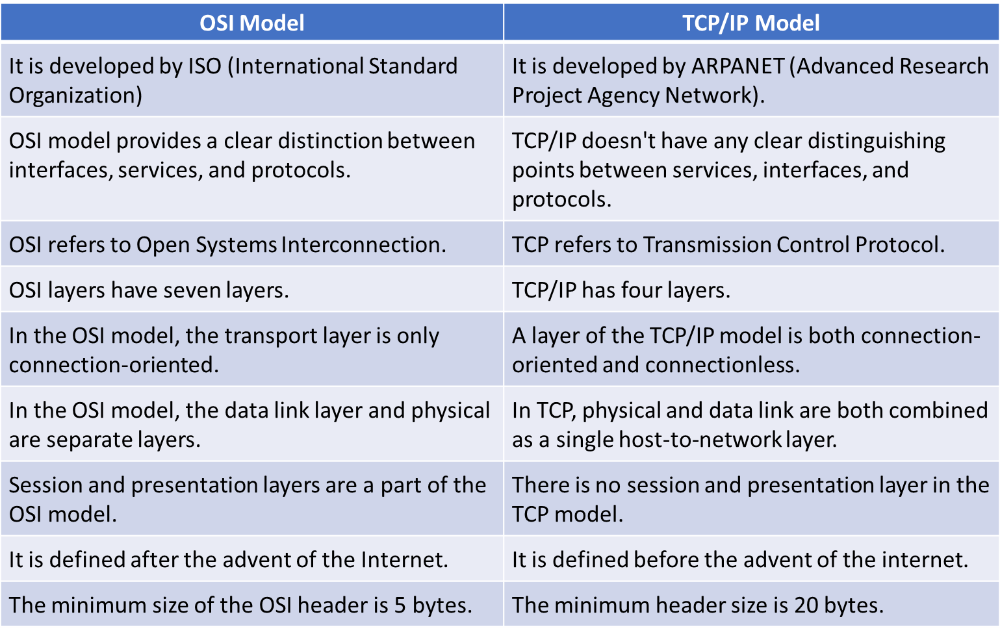 OSI Model
TCP/IP Model
It is developed by ISO (International Standard
Organization)
It is developed by ARPANET (Advanced Research
Project Agency Network).
OSI model provides a clear distinction between
interfaces, services, and protocols.
TCP/IP doesn't have any clear distinguishing
points between services, interfaces, and
protocols.
OSI refers to Open Systems Interconnection.
TCP refers to Transmission Control Protocol.
OSI layers have seven layers.
TCP/IP has four layers.
In the OSI model, the transport layer is only
connection-oriented.
A layer of the TCP/IP model is both connection-
oriented and connectionless.
In the OSI model, the data link layer and physical
are separate layers.
In TCP, physical and data link are both combined
as a single host-to-network layer.
Session and presentation layers are a part of the
OSI model.
There is no session and presentation layer in the
TCP model.
It is defined after the advent of the Internet.
It is defined before the advent of the internet.
The minimum size of the OSI header is 5 bytes.
The minimum header size is 20 bytes.